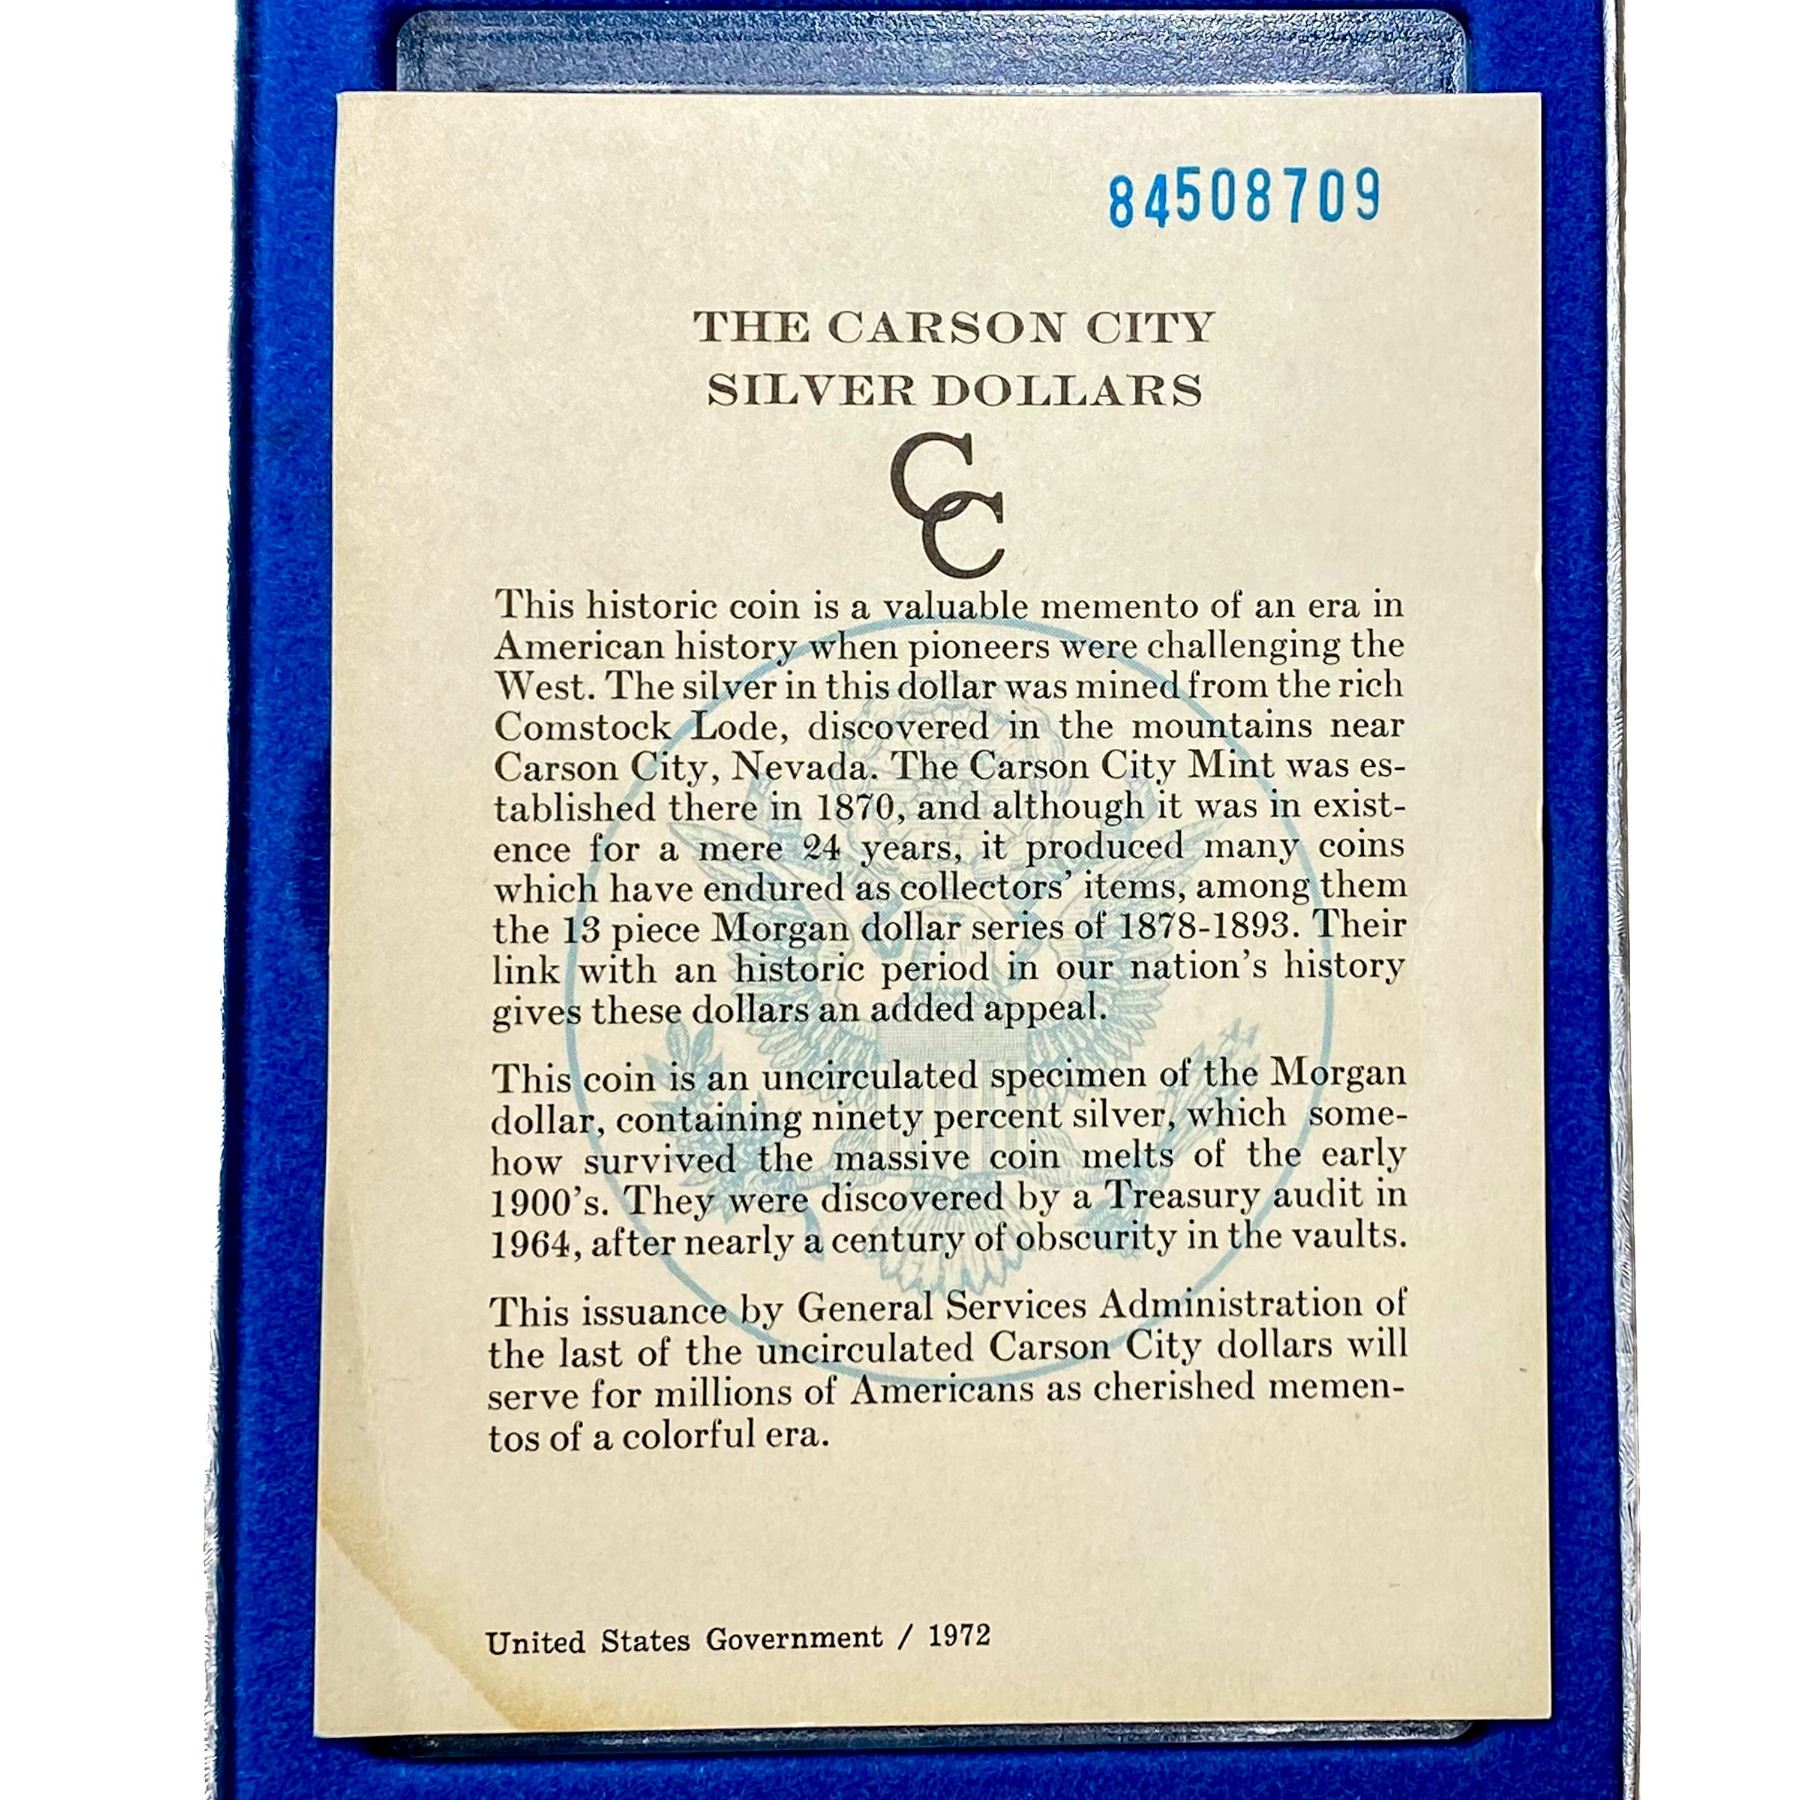 84508709
THE CARSON CITY
SILVER DOLLARS
CC
This historic coin is a valuable memento of an era in
American history when pioneers were challenging the
West. The silver in this dollar was mined from the rich
Comstock Lode, discovered in the mountains near
Carson City, Nevada. The Carson City Mint was es-
tablished there in 1870, and although it was in exist-
ence for a mere 24 years, it produced many coins
which have endured as collectors' items, among them
the 13 piece Morgan dollar series of 1878-1893. Their
link with an historic period in our nation's history
gives these dollars an added appeal.
This coin is an uncirculated specimen of the Morgan
dollar, containing ninety percent silver, which some-
how survived the massive coin melts of the early
1900's. They were discovered by a Treasury audit in
1964, after nearly a century of obscurity in the vaults.
This issuance by General Services Administration of
the last of the uncirculated Carson City dollars will
serve for millions of Americans as cherished memen-
tos of a colorful era.
United States Government / 1972